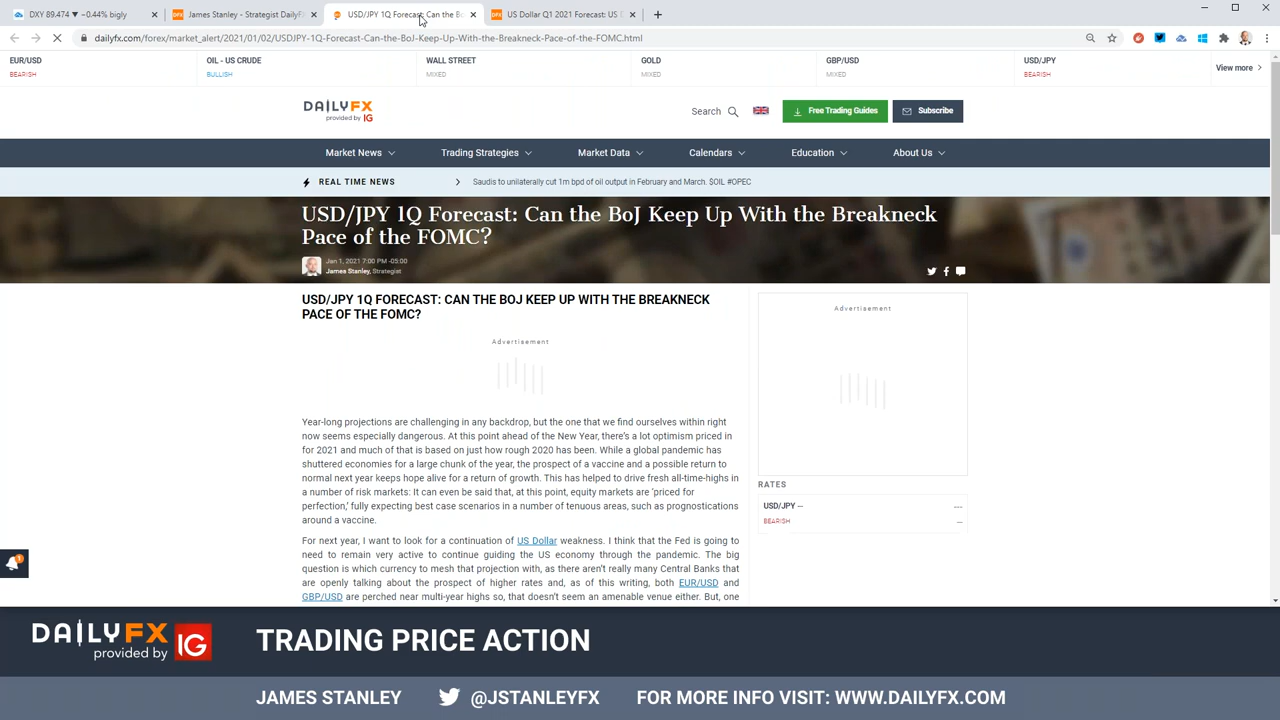 DXY 89.474 ▼ −0.44% bigly
James Stanley - Strategist DailyF
USD/JPY 1Q Forecast: Can the Bo
US Dollar Q1 2021 Forecast: US D
dailyfx.com/forex/market_alert/2021/01/02/USDJPY-1Q-Forecast-Can-the-BoJ-Keep-Up-With-the-Breakneck-Pace-of-the-FOMC.html
EUR/USD
BEARISH
OIL - US CRUDE
BULLISH
WALL STREET
MIXED
GOLD
MIXED
GBP/USD
MIXED
USD/JPY
BEARISH
View more
DAILYFX
provided by IG
Search
Free Trading Guides
Subscribe
Market News
Trading Strategies
Market Data
Calendars
Education
About Us
REAL TIME NEWS
Saudis to unilaterally cut 1m bpd of oil output in February and March. $OIL #OPEC
USD/JPY 1Q Forecast: Can the BoJ Keep Up With the Breakneck
Pace of the FOMC?
Jan 1, 2021 7:00 PM -05:00
James Stanley, Strategist
USD/JPY 1Q FORECAST: CAN THE BOJ KEEP UP WITH THE BREAKNECK
PACE OF THE FOMC?
Advertisement
Year-long projections are challenging in any backdrop, but the one that we find ourselves within right
now seems especially dangerous. At this point ahead of the New Year, there's a lot optimism priced in
for 2021 and much of that is based on just how rough 2020 has been. While a global pandemic has
shuttered economies for a large chunk of the year, the prospect of a vaccine and a possible return to
normal next year keeps hope alive for a return of growth. This has helped to drive fresh all-time-highs in
a number of risk markets: It can even be said that, at this point, equity markets are 'priced for
perfection,' fully expecting best case scenarios in a number of tenuous areas, such as prognostications
around a vaccine.
For next year, I want to look for a continuation of US Dollar weakness. I think that the Fed is going to
need to remain very active to continue guiding the US economy through the pandemic. The big
question is which currency to mesh that projection with, as there aren't really many Central Banks that
are openly talking about the prospect of higher rates and, as of this writing, both EUR/USD and
GBP/USD are perched near multi-year highs so, that doesn't seem an amenable venue either. But, one
Advertisement
RATES
USD/JPY -- ---
BEARISH --
1
DAILYFX
provided by IG
TRADING PRICE ACTION
JAMES STANLEY @JSTANLEYFX FOR MORE INFO VISIT: WWW.DAILYFX.COM